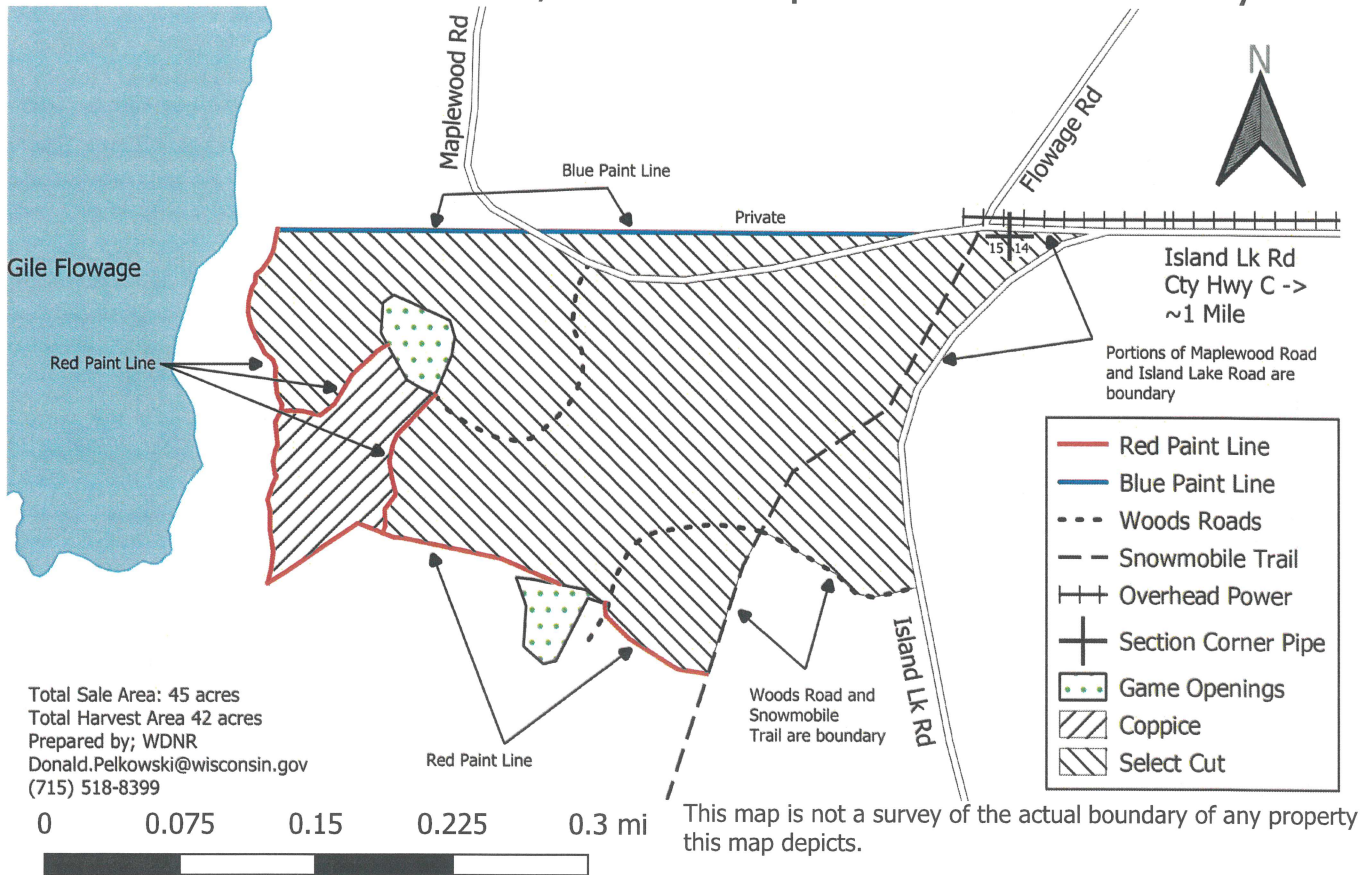 Maplewood Rd
Flowage Rd
N
Blue Paint Line
Private
15 14
Gile Flowage
Island Lk Rd
Cty Hwy C ->
~1 Mile
Red Paint Line
Portions of Maplewood Road
and Island Lake Road are
boundary
Red Paint Line
Blue Paint Line
Woods Roads
Snowmobile Trail
Overhead Power
Section Corner Pipe
Game Openings
Coppice
Select Cut
Island Lk Rd
Woods Road and
Snowmobile
Trail are boundary
Red Paint Line
Total Sale Area: 45 acres
Total Harvest Area 42 acres
Prepared by; WDNR
Donald.Pelkowski@wisconsin.gov
(715) 518-8399
0 0.075 0.15 0.225 0.3 mi
This map is not a survey of the actual boundary of any property
this map depicts.